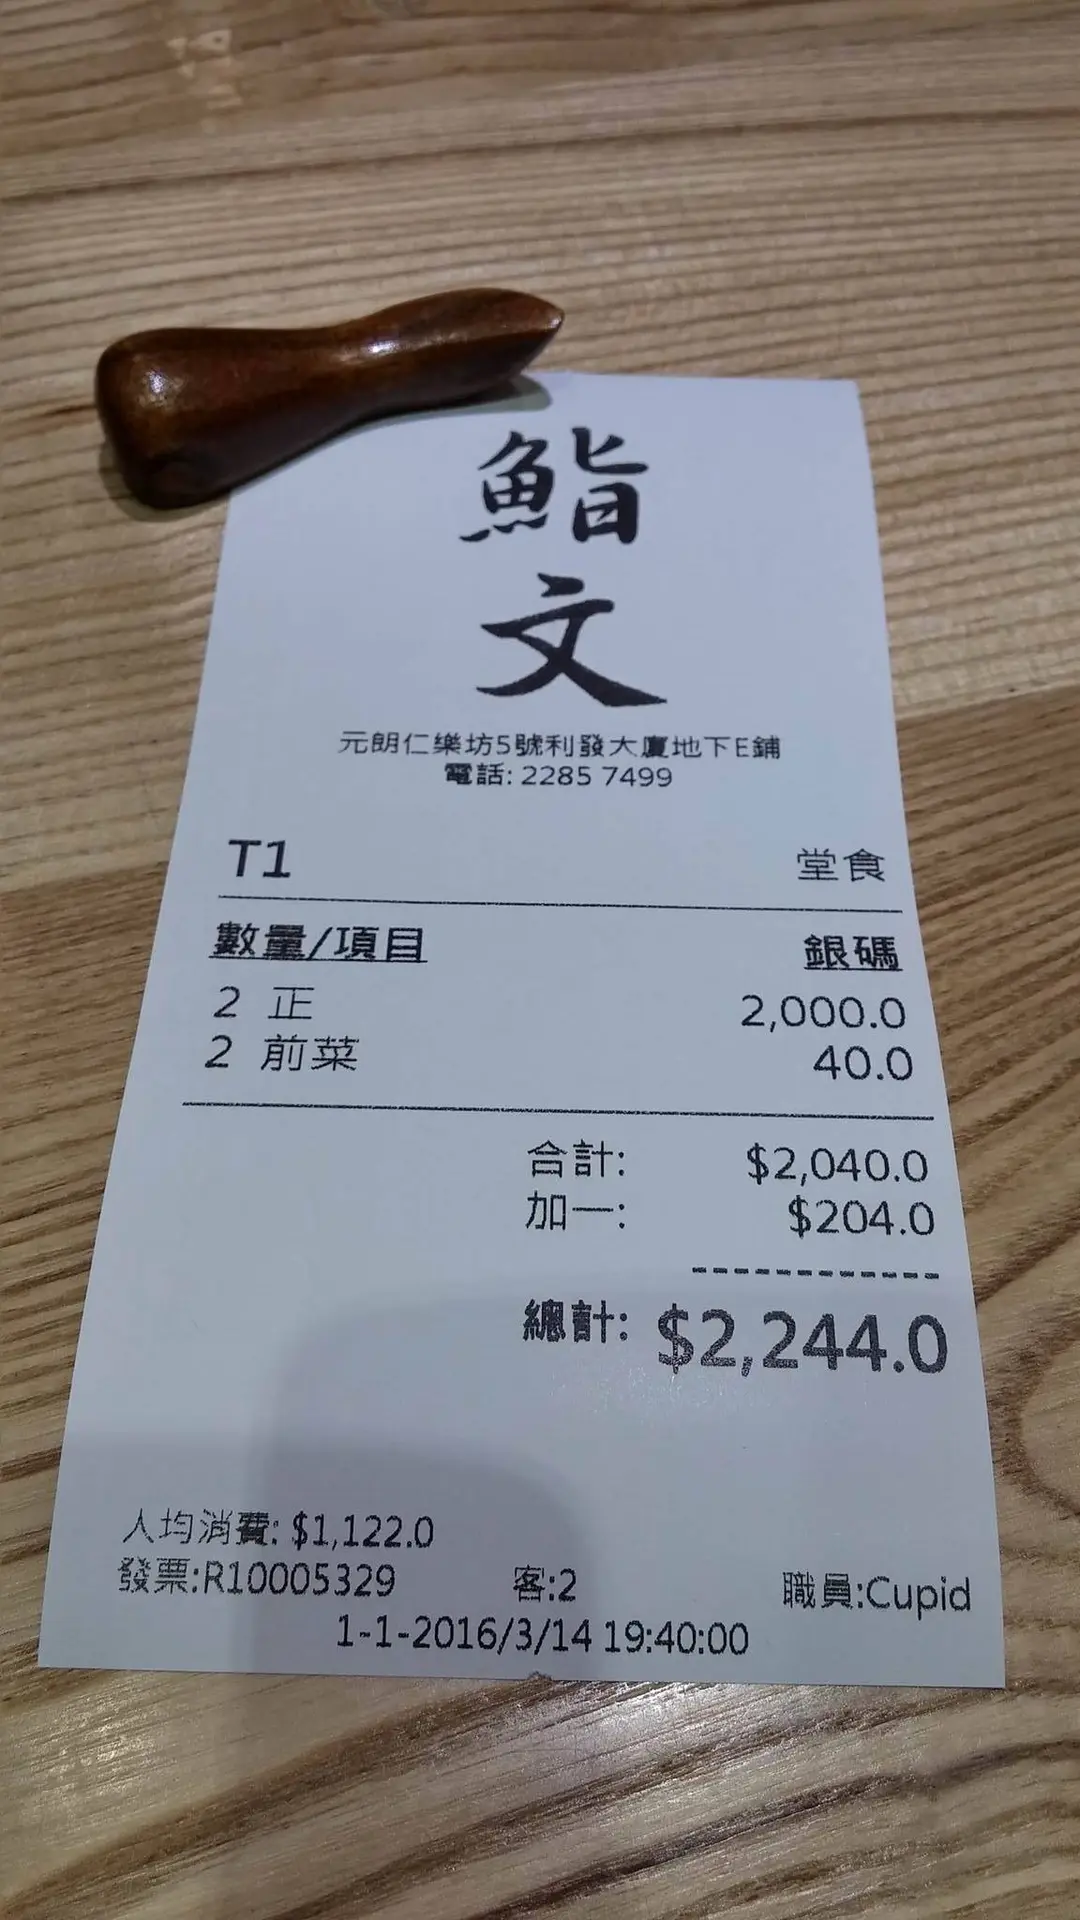 鮨
文
元朗仁樂坊5號利發大廈地下E鋪
電話: 2285 7499
T1 堂食
數量/項目 銀碼
2 正 2,000.0
2 前菜 40.0
合計: $2,040.0
加一: $204.0
------------
總計: $2,244.0
人均消費: $1,122.0
發票:R10005329 客:2 職員:Cupid
1-1-2016/3/14 19:40:00